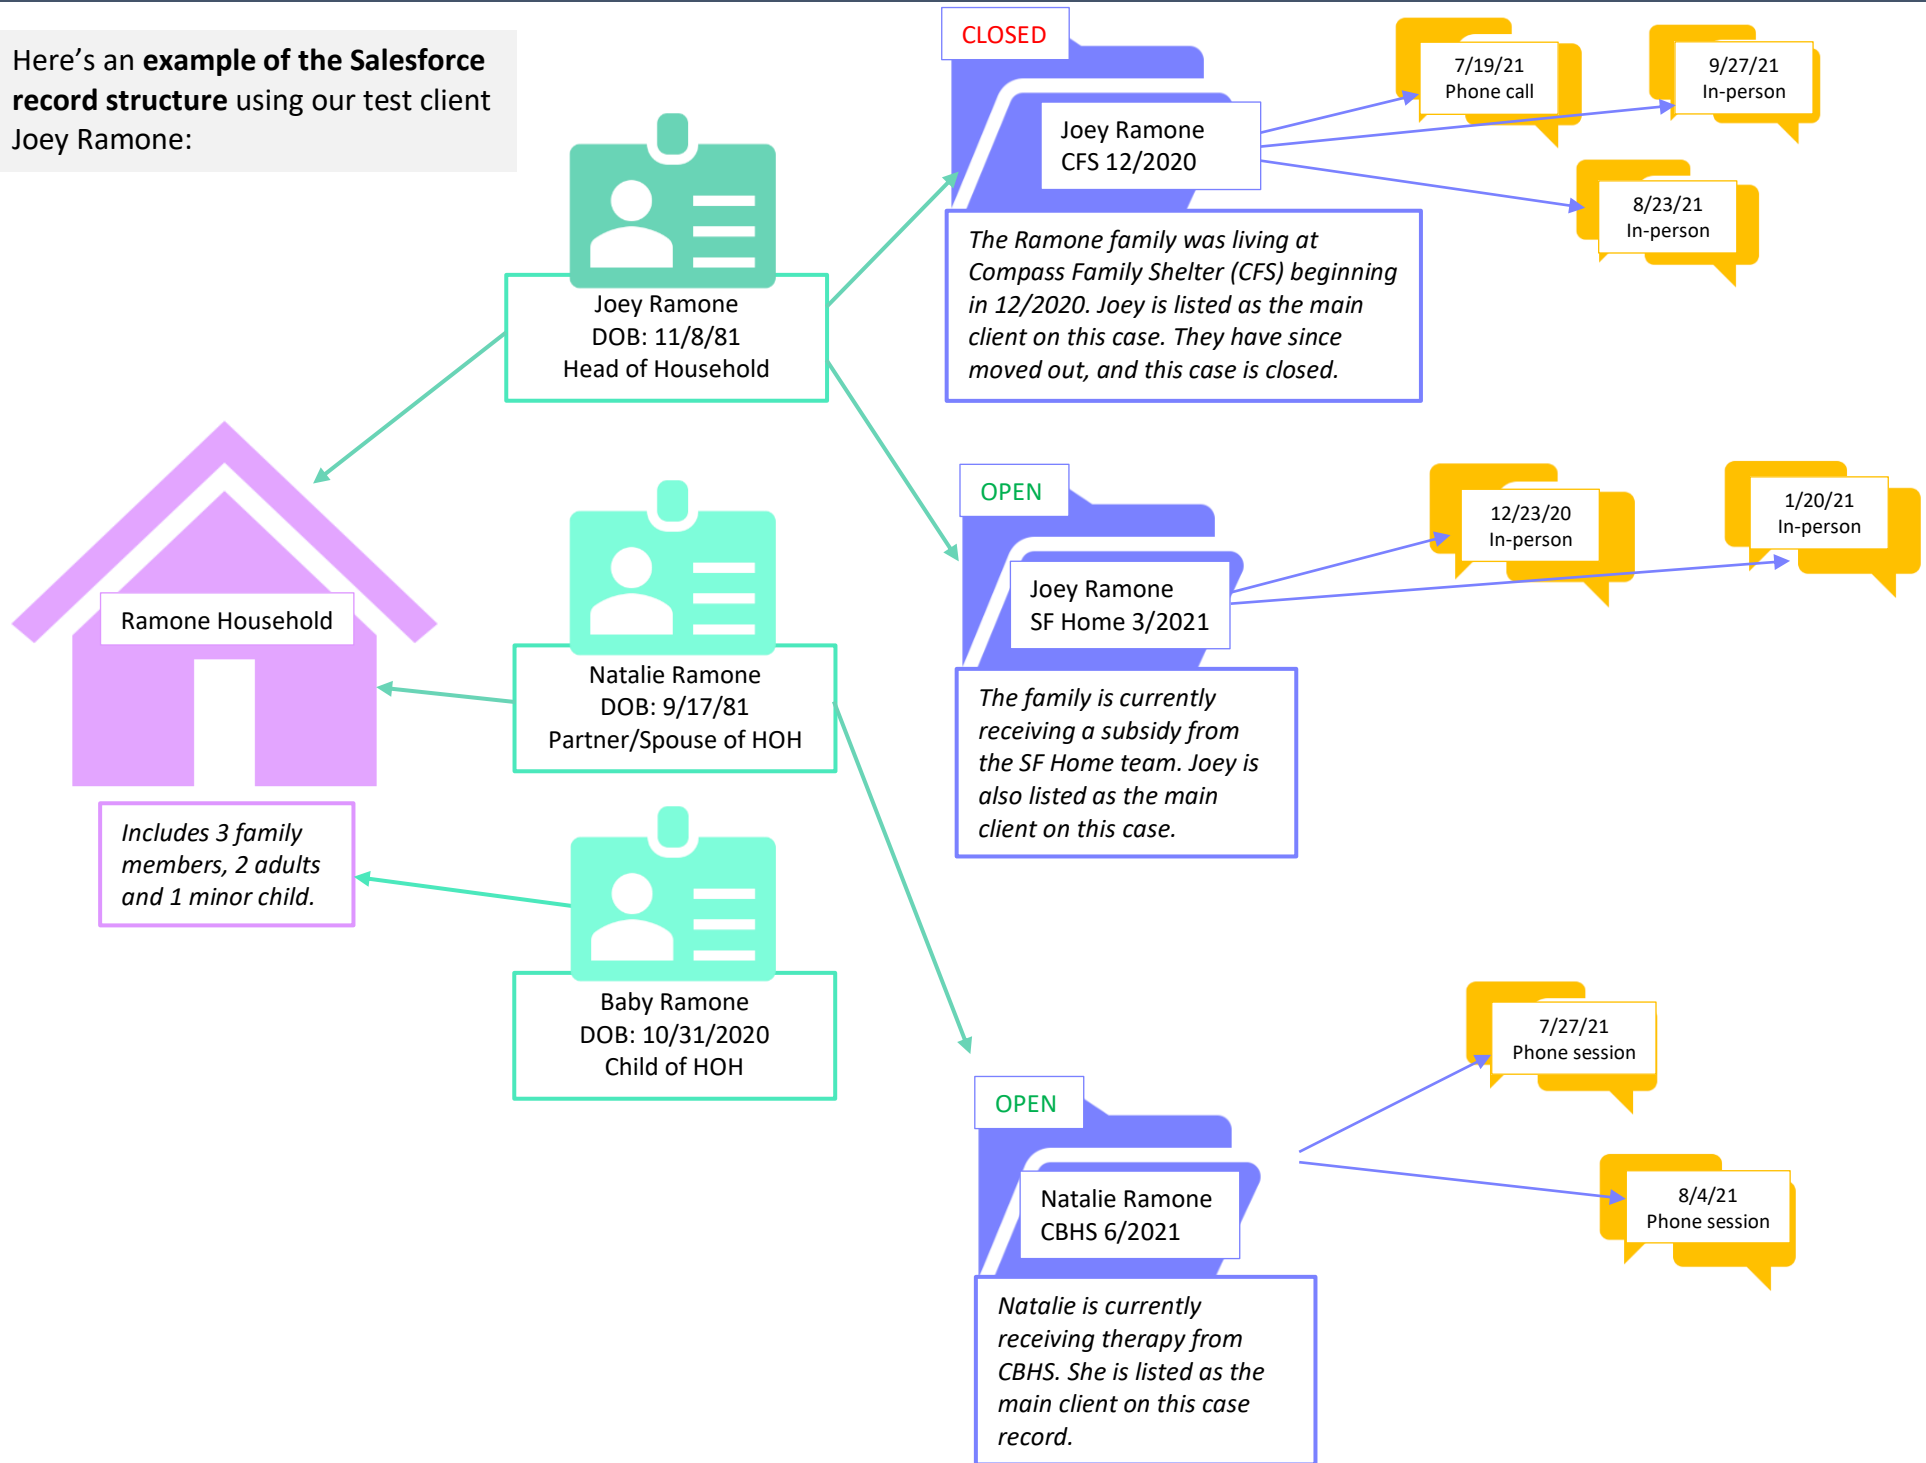 Here’s an example of the Salesforce
record structure using our test client
Joey Ramone:
Joey Ramone
DOB: 11/8/81
Head of Household
Ramone Household
Includes 3 family
members, 2 adults
and 1 minor child.
Natalie Ramone
DOB: 9/17/81
Partner/Spouse of HOH
Baby Ramone
DOB: 10/31/2020
Child of HOH
CLOSED
Joey Ramone
CFS 12/2020
The Ramone family was living at
Compass Family Shelter (CFS) beginning
in 12/2020. Joey is listed as the main
client on this case. They have since
moved out, and this case is closed.
7/19/21
Phone call
9/27/21
In-person
8/23/21
In-person
OPEN
Joey Ramone
SF Home 3/2021
The family is currently
receiving a subsidy from
the SF Home team. Joey is
also listed as the main
client on this case.
12/23/20
In-person
1/20/21
In-person
OPEN
Natalie Ramone
CBHS 6/2021
Natalie is currently
receiving therapy from
CBHS. She is listed as the
main client on this case
record.
7/27/21
Phone session
8/4/21
Phone session